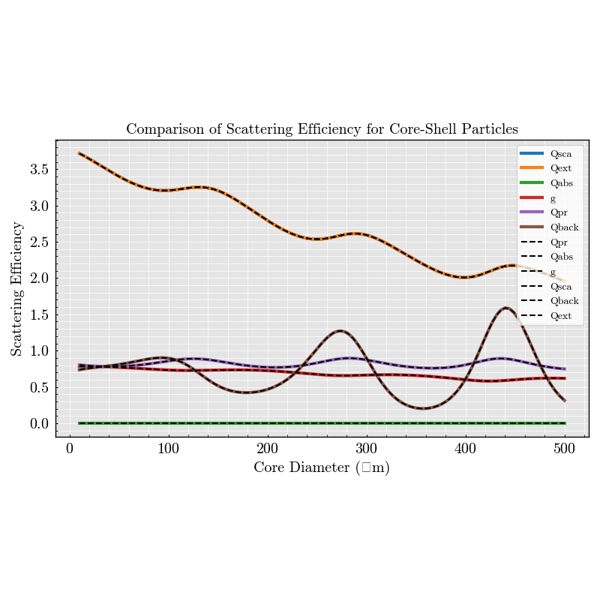 Comparison of Scattering Efficiency for Core-Shell Particles
Scattering Efficiency
3.5
3.0
2.5
2.0
1.5
1.0
0.5
0.0
Qsca
Qext
Qabs
g
Qpr
Qback
Qpr
Qabs
g
Qsca
Qback
Qext
0 100 200 300 400 500
Core Diameter (□m)